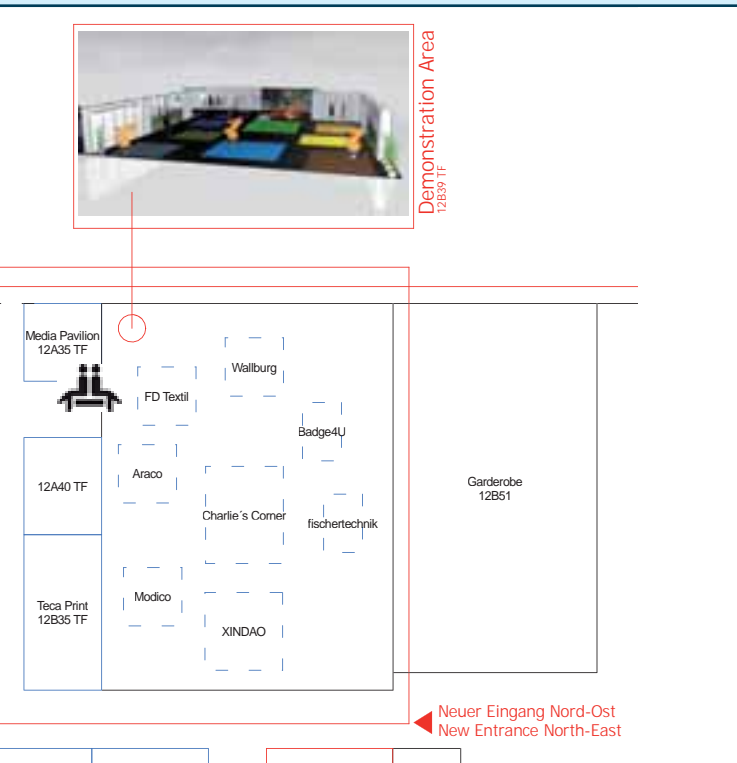 Demonstration Area
12B39 TF
Media Pavilion
12A35 TF
Wallburg
FD Textil
Badge4U
Araco
12A40 TF
Garderobe
12B51
Charlie´s Corner
fischertechnik
Modico
Teca Print
12B35 TF
XINDAO
Neuer Eingang Nord-Ost
New Entrance North-East